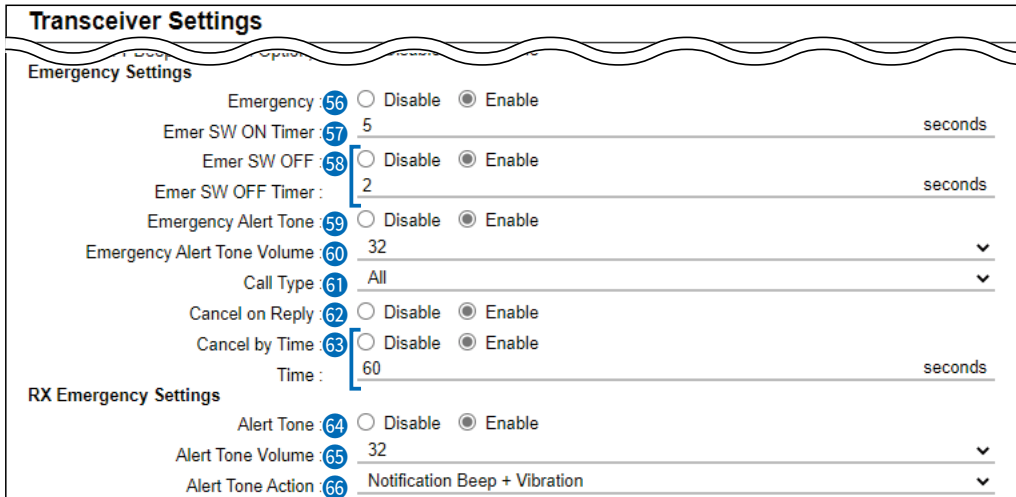 Transceiver Settings
Emergency Settings
Emergency : 56 Disable Enable
Emer SW ON Timer : 57 5 seconds
Emer SW OFF : 58 Disable Enable
Emer SW OFF Timer : 2 seconds
Emergency Alert Tone : 59 Disable Enable
Emergency Alert Tone Volume : 60 32
Call Type : 61 All
Cancel on Reply : 62 Disable Enable
Cancel by Time : 63 Disable Enable
Time : 60 seconds
RX Emergency Settings
Alert Tone : 64 Disable Enable
Alert Tone Volume : 65 32
Alert Tone Action : 66 Notification Beep + Vibration